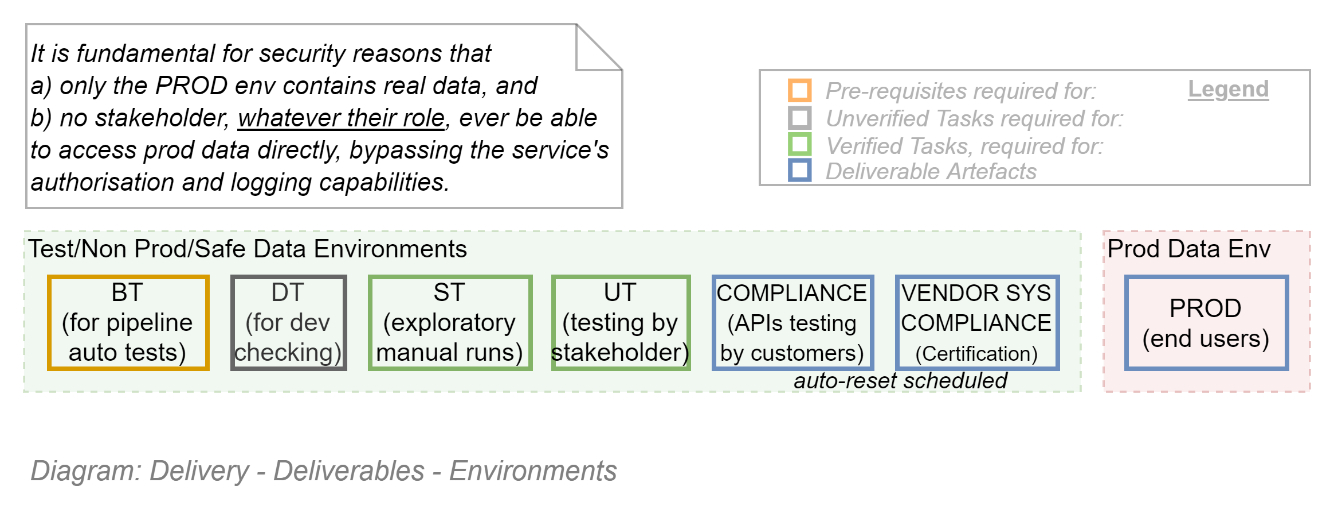 It is fundamental for security reasons that
a) only the PROD env contains real data, and
b) no stakeholder, whatever their role, ever be able
to access prod data directly, bypassing the service's
authorisation and logging capabilities.
Legend
Pre-requisites required for:
Unverified Tasks required for:
Verified Tasks, required for:
Deliverable Artefacts
Test/Non Prod/Safe Data Environments
BT
(for pipeline
auto tests)
DT
(for dev
checking)
ST
(exploratory
manual runs)
UT
(testing by
stakeholder)
COMPLIANCE
(APIs testing
by customers)
VENDOR SYS
COMPLIANCE
(Certification)
auto-reset scheduled
Prod Data Env
PROD
(end users)
Diagram: Delivery - Deliverables - Environments